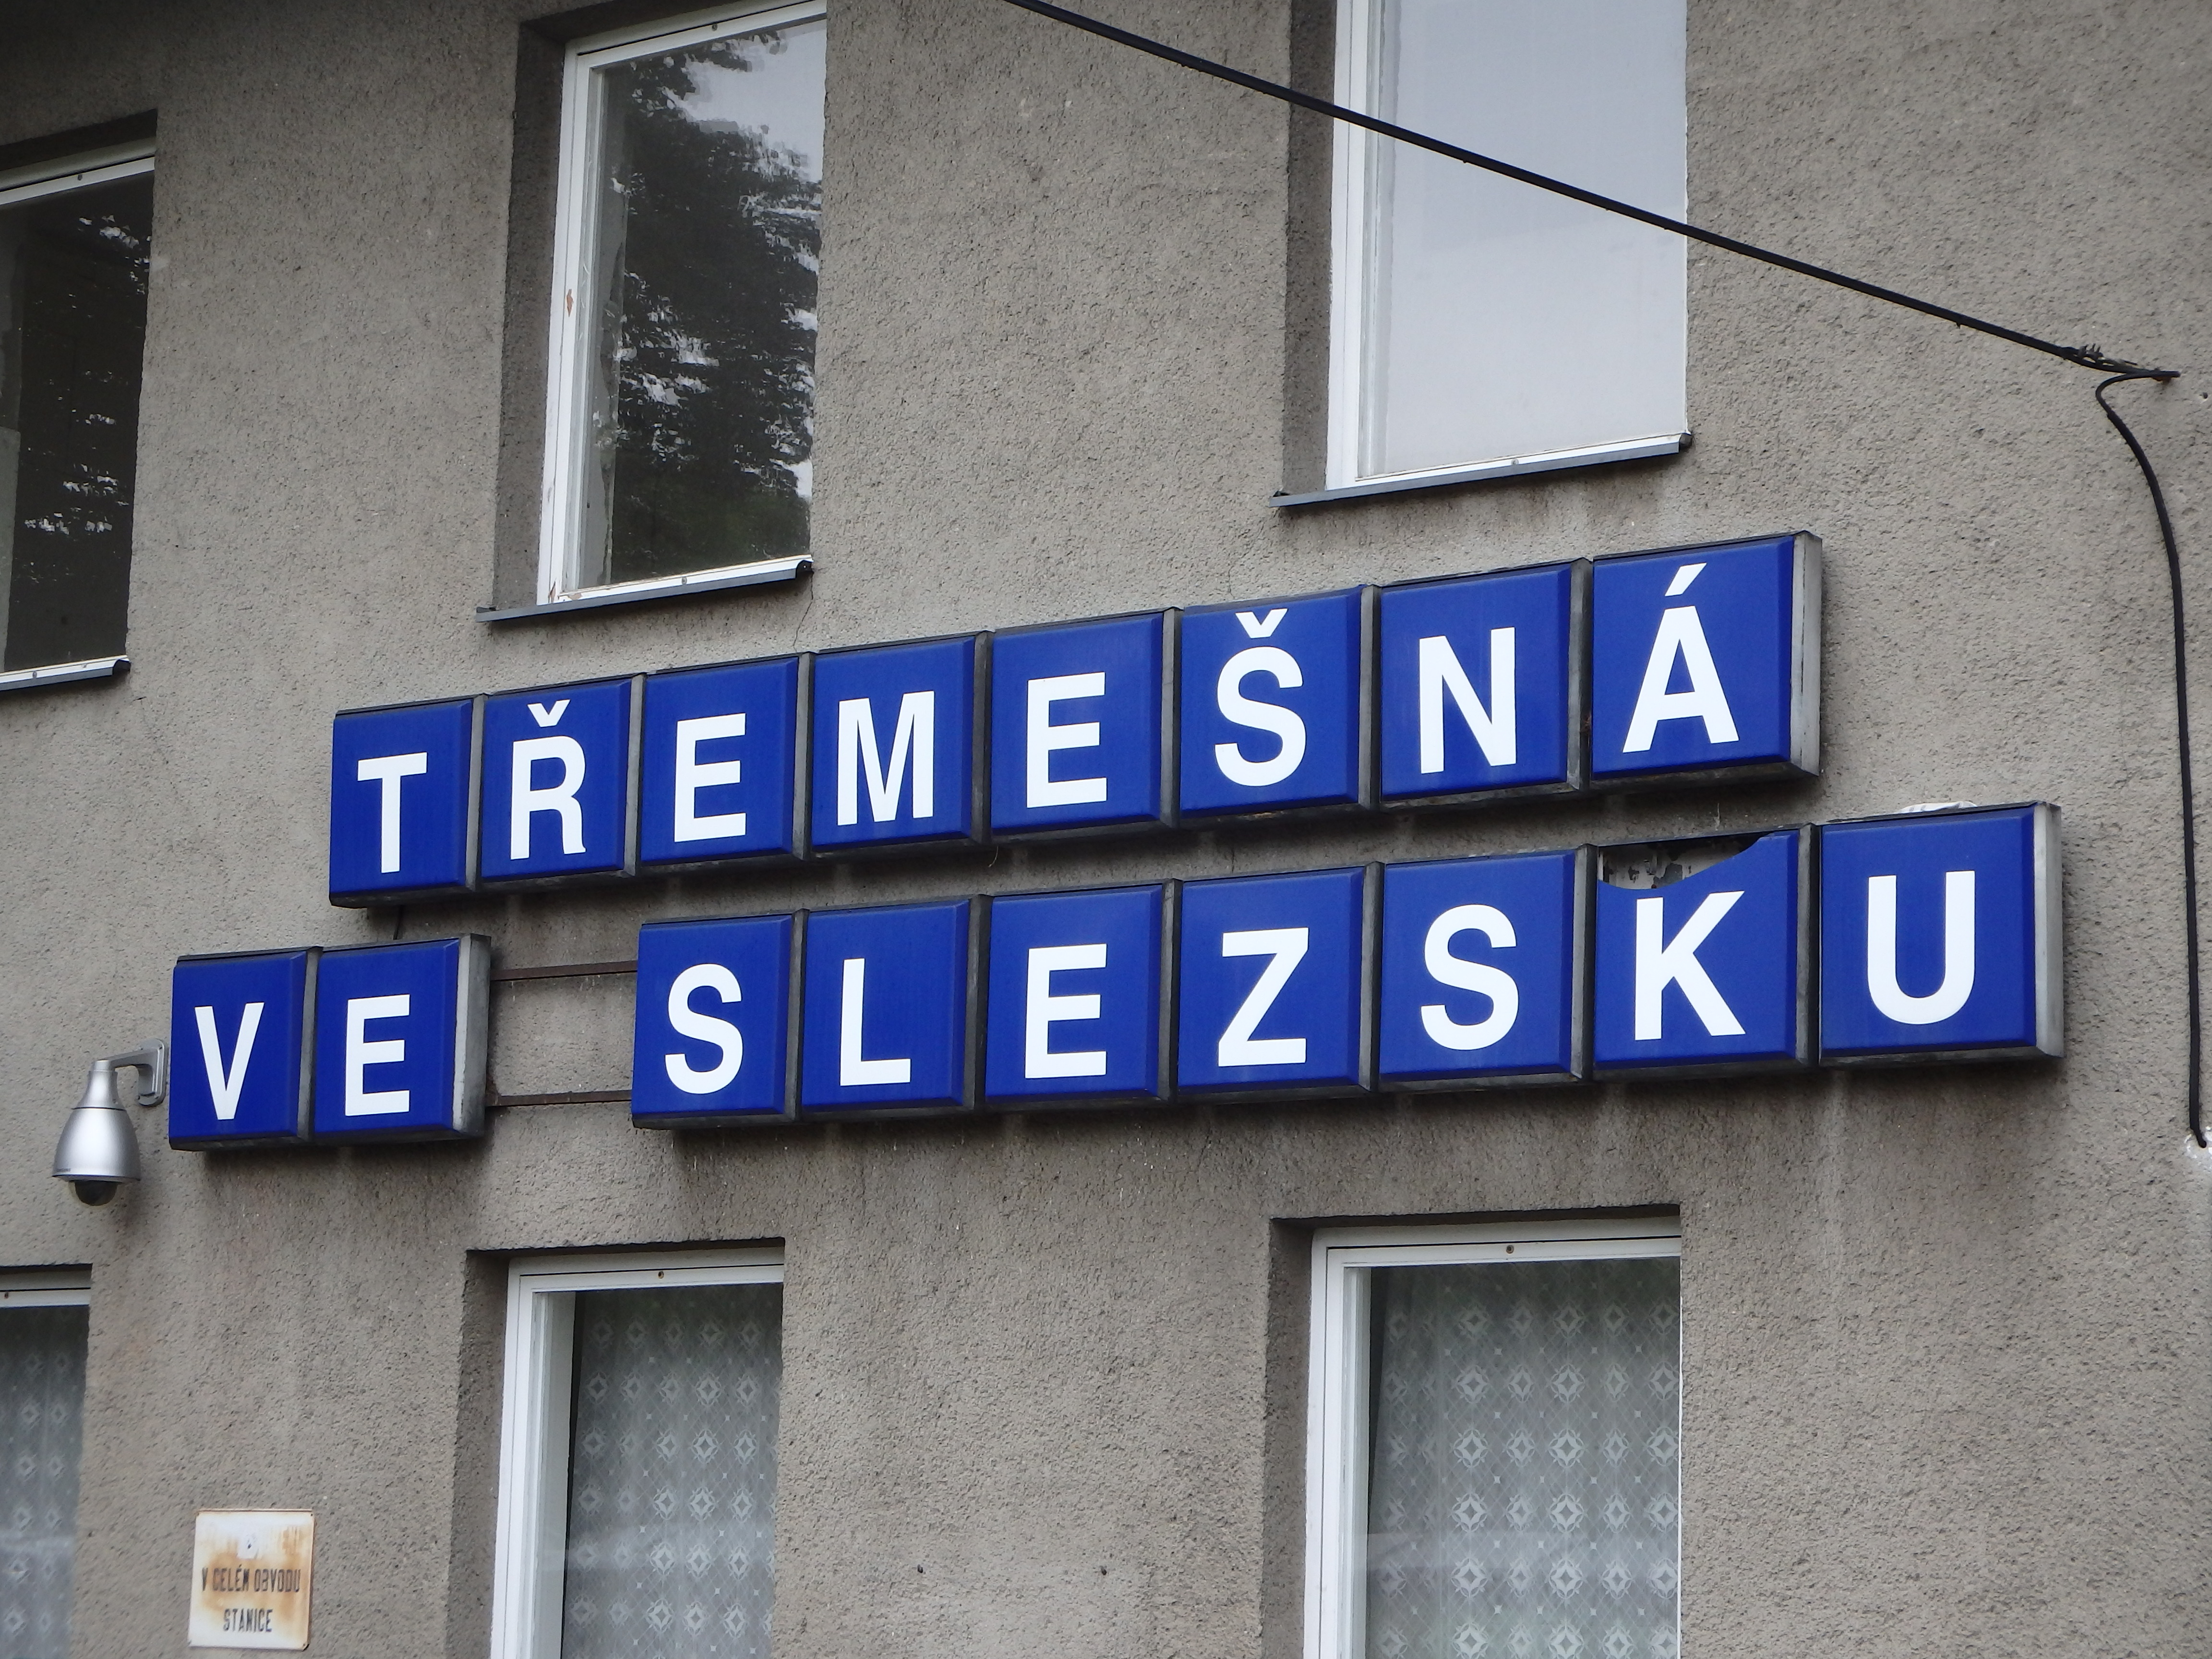 TŘEMEŠNÁ
VE SLEZSKU
V CELÉM OBVODU
STANICE